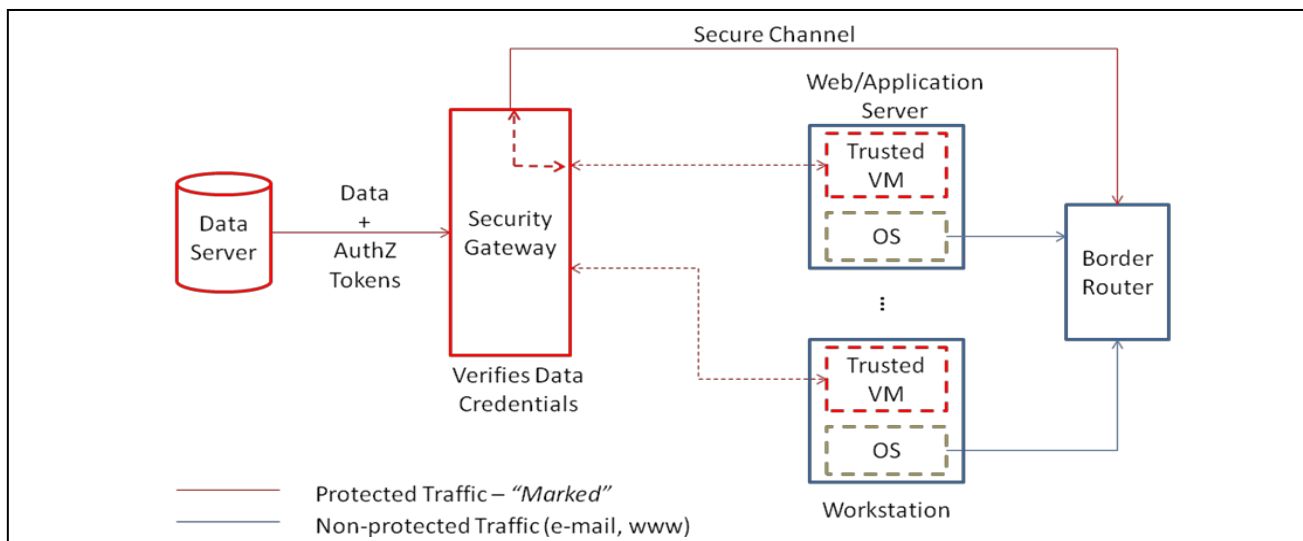 Secure Channel
Web/Application
Server
Trusted
VM
OS
Data
Server
Data
+
AuthZ
Tokens
Security
Gateway
Border
Router
⋮
Trusted
VM
OS
Verifies Data
Credentials
Workstation
Protected Traffic – “Marked”
Non-protected Traffic (e-mail, www)